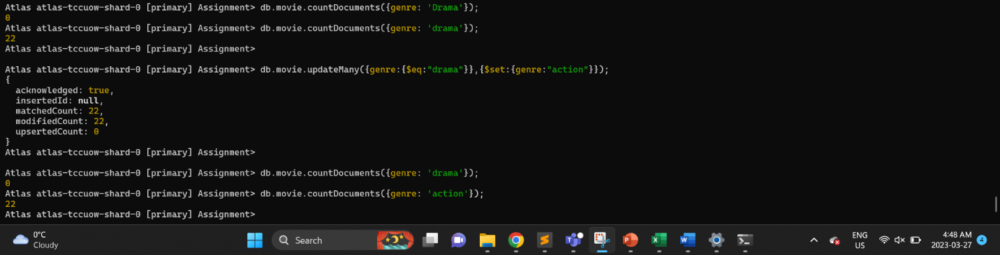 Atlas atlas-tccuow-shard-0 [primary] Assignment> db.movie.countDocuments({genre: 'Drama'});
0
Atlas atlas-tccuow-shard-0 [primary] Assignment> db.movie.countDocuments({genre: 'drama'});
22
Atlas atlas-tccuow-shard-0 [primary] Assignment>
Atlas atlas-tccuow-shard-0 [primary] Assignment> db.movie.updateMany({genre:{$eq:"drama"}},{$set:{genre:"action"}});
{
  acknowledged: true,
  insertedId: null,
  matchedCount: 22,
  modifiedCount: 22,
  upsertedCount: 0
}
Atlas atlas-tccuow-shard-0 [primary] Assignment>
Atlas atlas-tccuow-shard-0 [primary] Assignment> db.movie.countDocuments({genre: 'drama'});
0
Atlas atlas-tccuow-shard-0 [primary] Assignment> db.movie.countDocuments({genre: 'action'});
22
Atlas atlas-tccuow-shard-0 [primary] Assignment>
0°C
Cloudy
Search
P
X
W
ENG
US
4:48 AM
2023-03-27
4